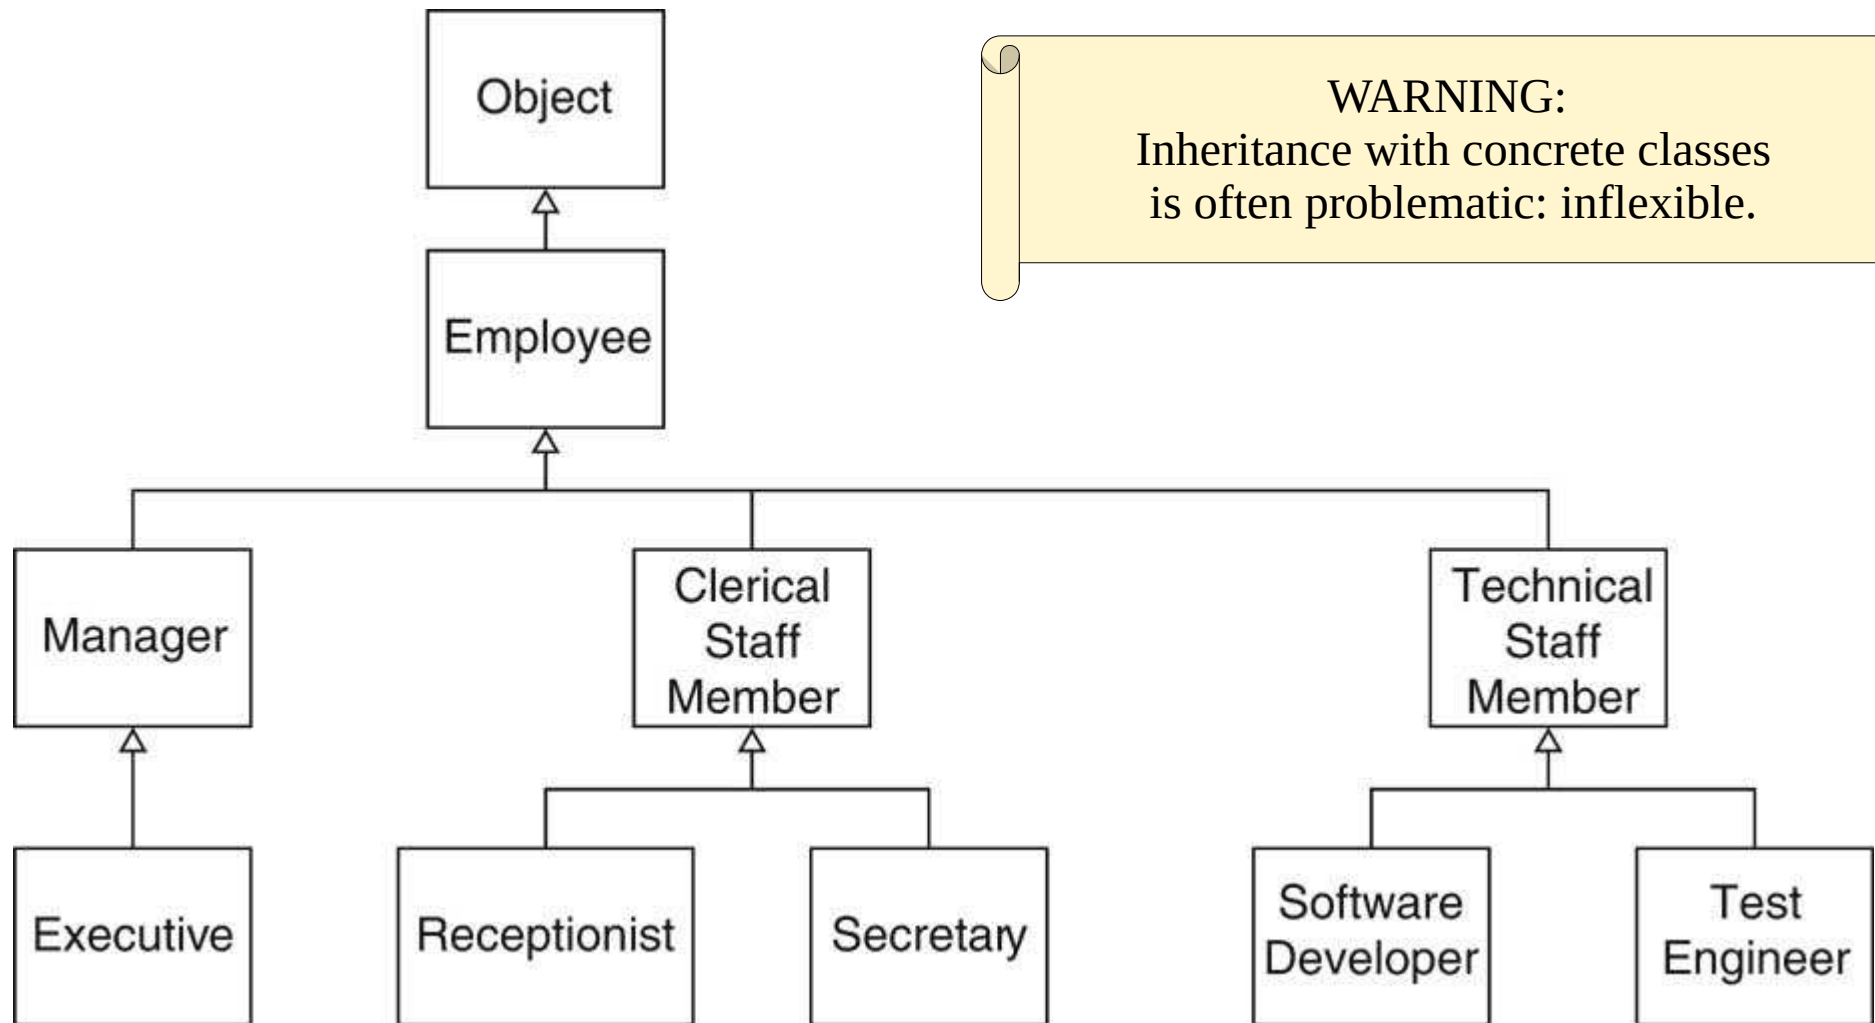 Object
WARNING:
Inheritance with concrete classes
is often problematic: inflexible.
Employee
Manager
Clerical
Staff
Member
Technical
Staff
Member
Executive
Receptionist
Secretary
Software
Developer
Test
Engineer